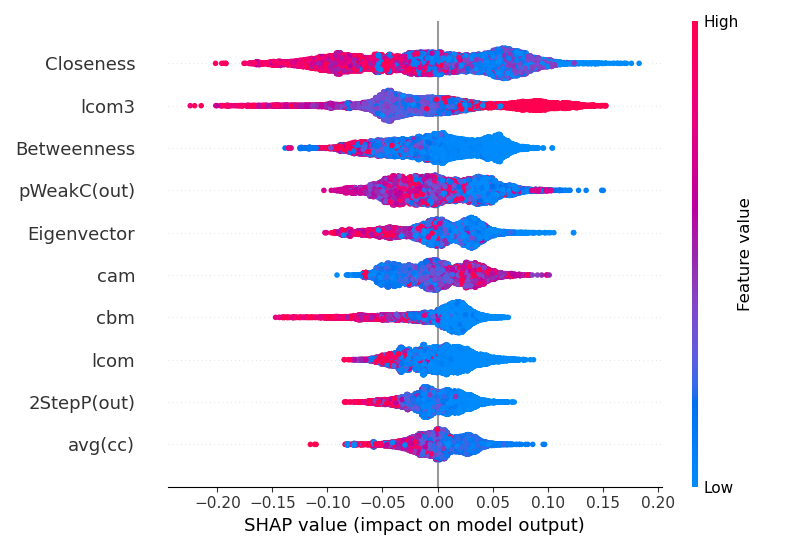 High
Closeness
lcom3
Betweenness
pWeakC(out)
Eigenvector
cam
cbm
lcom
2StepP(out)
avg(cc)
Feature value
Low
−0.20 −0.15 −0.10 −0.05 0.00 0.05 0.10 0.15 0.20
SHAP value (impact on model output)